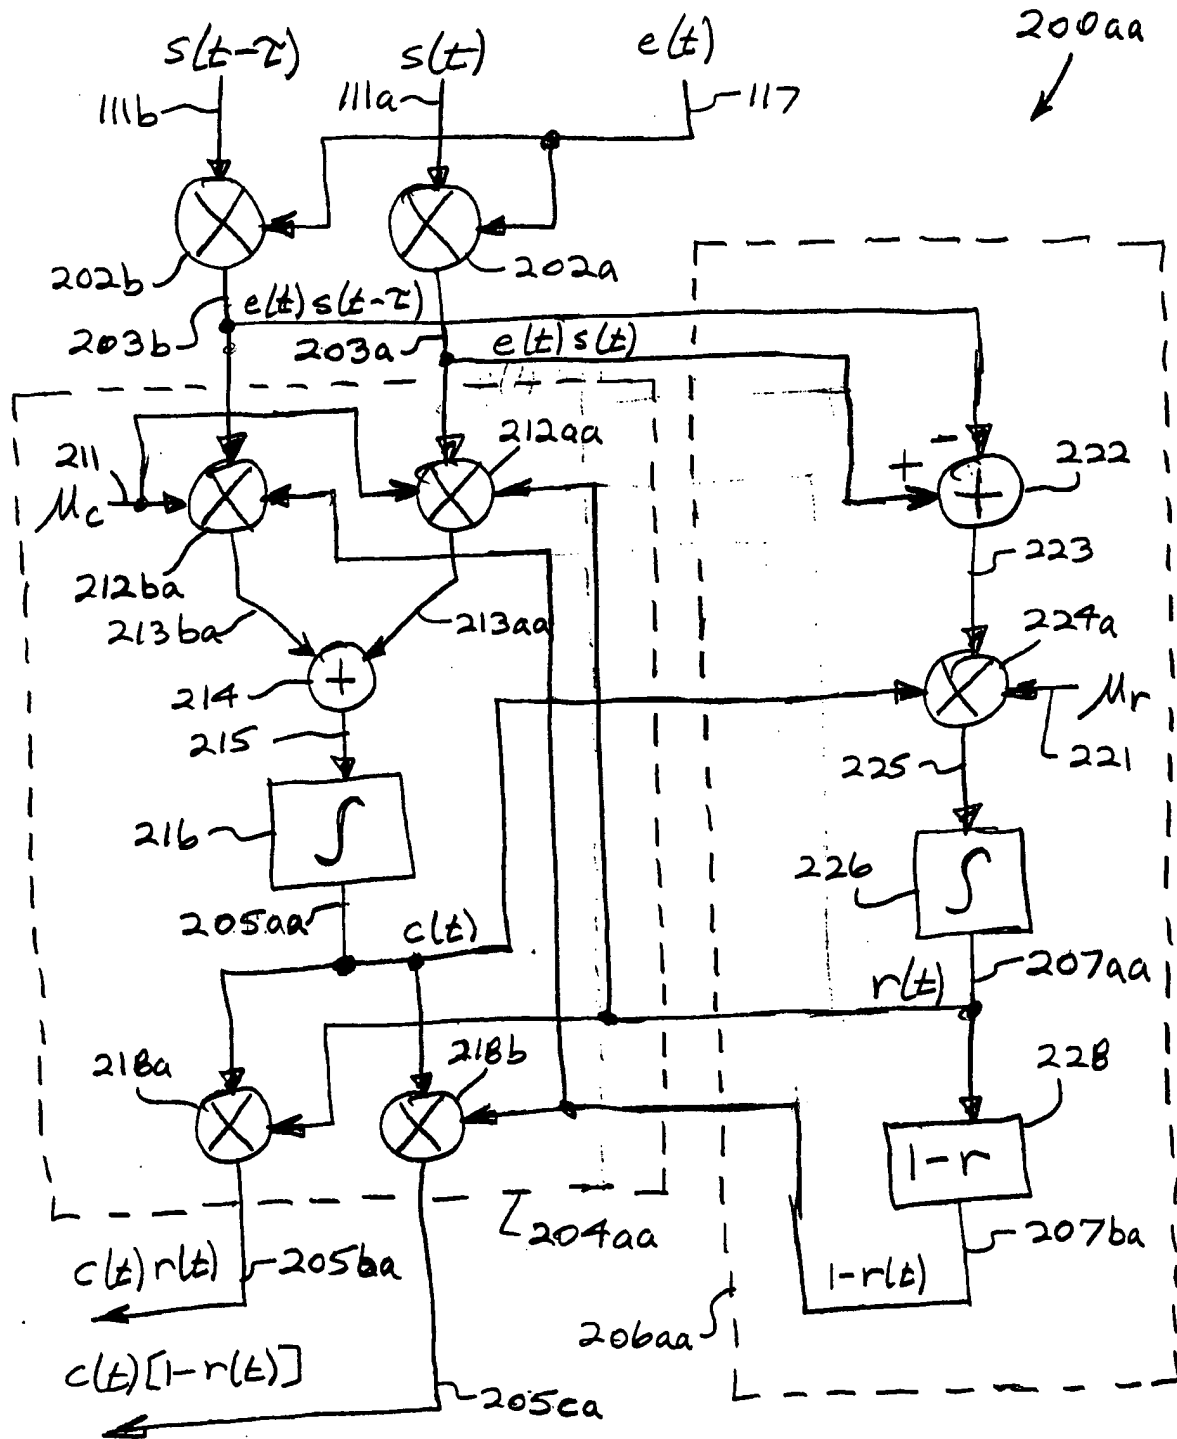 200aa
s(t-τ)
s(t)
e(t)
111b
111a
117
202b
202a
203b
e(t)s(t-τ)
203a
e(t)s(t)
211
μc
212aa
-
+
+
222
212ba
213ba
213aa
223
214
+
224a
μr
221
215
225
216
∫
226
∫
205aa
c(t)
207aa
r(t)
218a
218b
228
1-r
204aa
207ba
c(t)r(t)
205ba
1-r(t)
206aa
c(t)[1-r(t)]
205ca